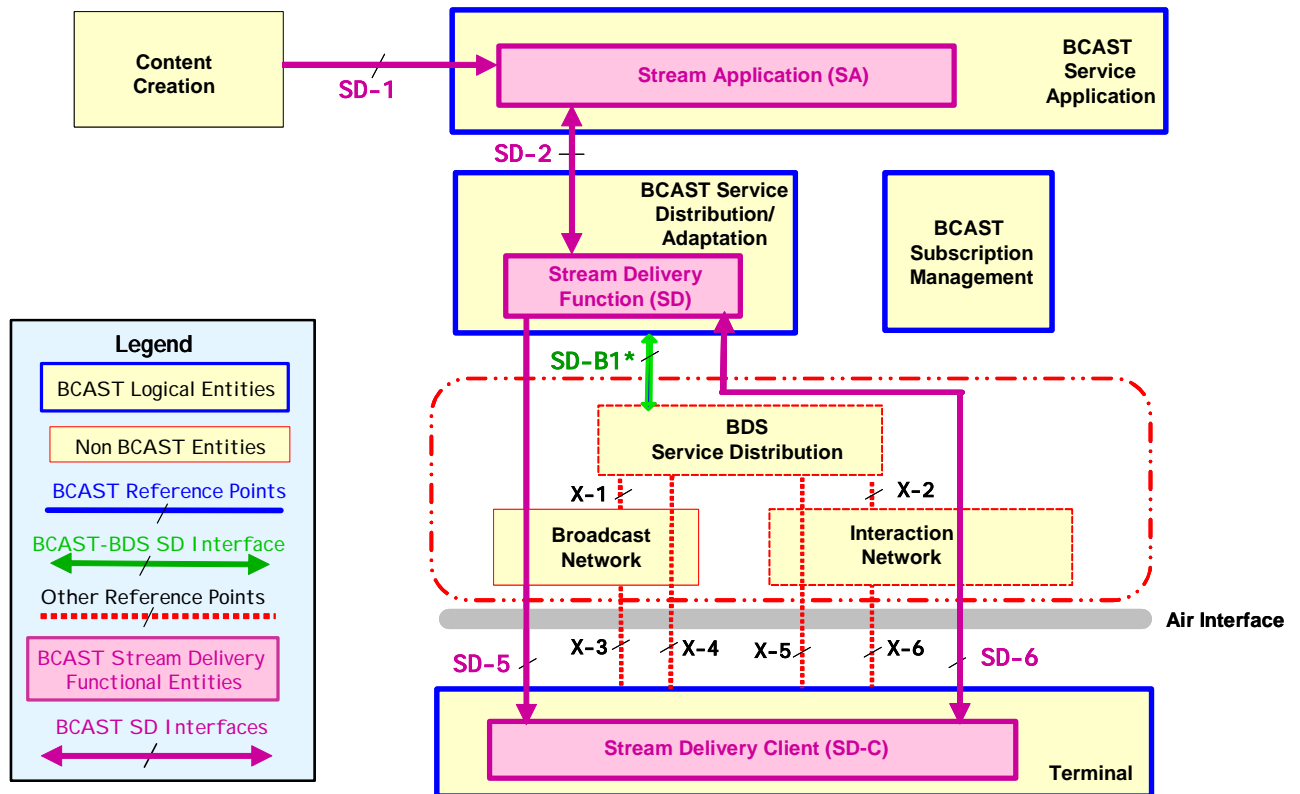 Content
Creation
SD-1
Stream Application (SA)
BCAST
Service
Application
SD-2
BCAST Service
Distribution/
Adaptation
Stream Delivery
Function (SD)
BCAST
Subscription
Management
SD-B1*
BDS
Service Distribution
X-1
X-2
Broadcast
Network
Interaction
Network
Air Interface
X-3
X-4
X-5
X-6
SD-5
SD-6
Stream Delivery Client (SD-C)
Terminal
Legend
BCAST Logical Entities
Non BCAST Entities
BCAST Reference Points
BCAST-BDS SD Interface
Other Reference Points
BCAST Stream Delivery
Functional Entities
BCAST SD Interfaces